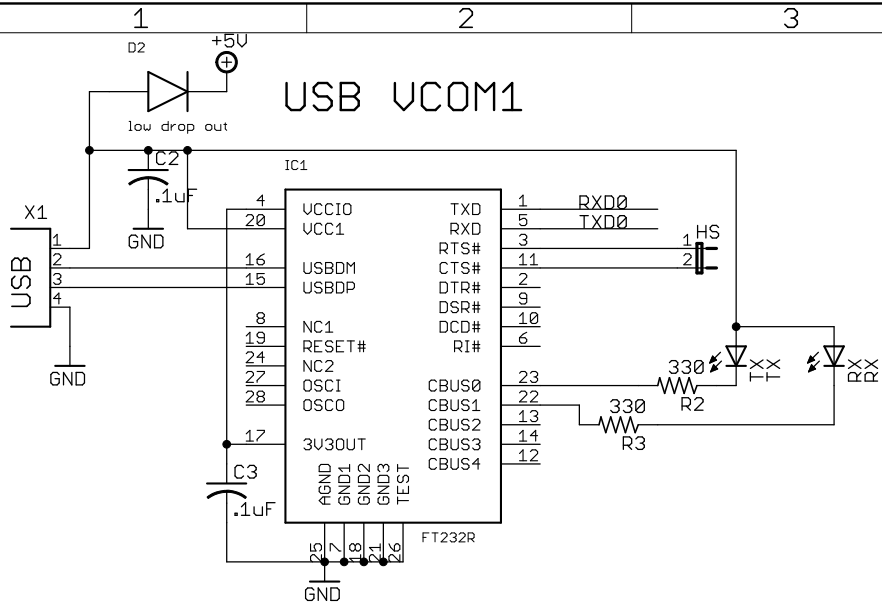 1 2 3
D2 +5V
USB VCOM1
low drop out
C2
.1uF
GND
IC1
X1
USB
1
2
3
4
GND
4 VCCIO TXD 1 RXD0
20 VCC1 RXD 5 TXD0
RTS# 3 1 HS
16 USBDM CTS# 11 2
15 USBDP DTR# 2
DSR# 9
8 NC1 DCD# 10
19 RESET# RI# 6
24 NC2
27 OSCI CBUS0 23 330 R2 TX TX
28 OSCO CBUS1 22 330 R3 RX RX
CBUS2 13
17 3V3OUT CBUS3 14
CBUS4 12
C3
.1uF
AGND GND1 GND2 GND3 TEST
25 7 18 21 26
FT232R
GND